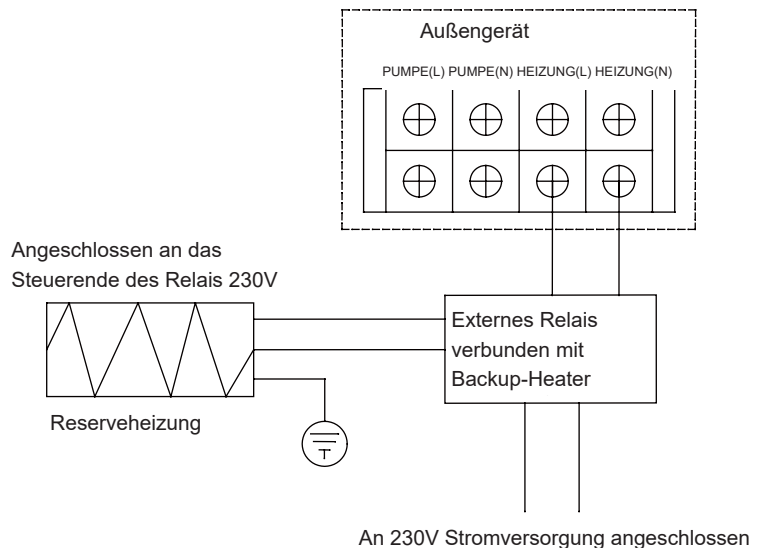 Außengerät
PUMPE(L) PUMPE(N) HEIZUNG(L) HEIZUNG(N)
Angeschlossen an das
Steuerende des Relais 230V
Externes Relais
verbunden mit
Backup-Heater
Reserveheizung
An 230V Stromversorgung angeschlossen